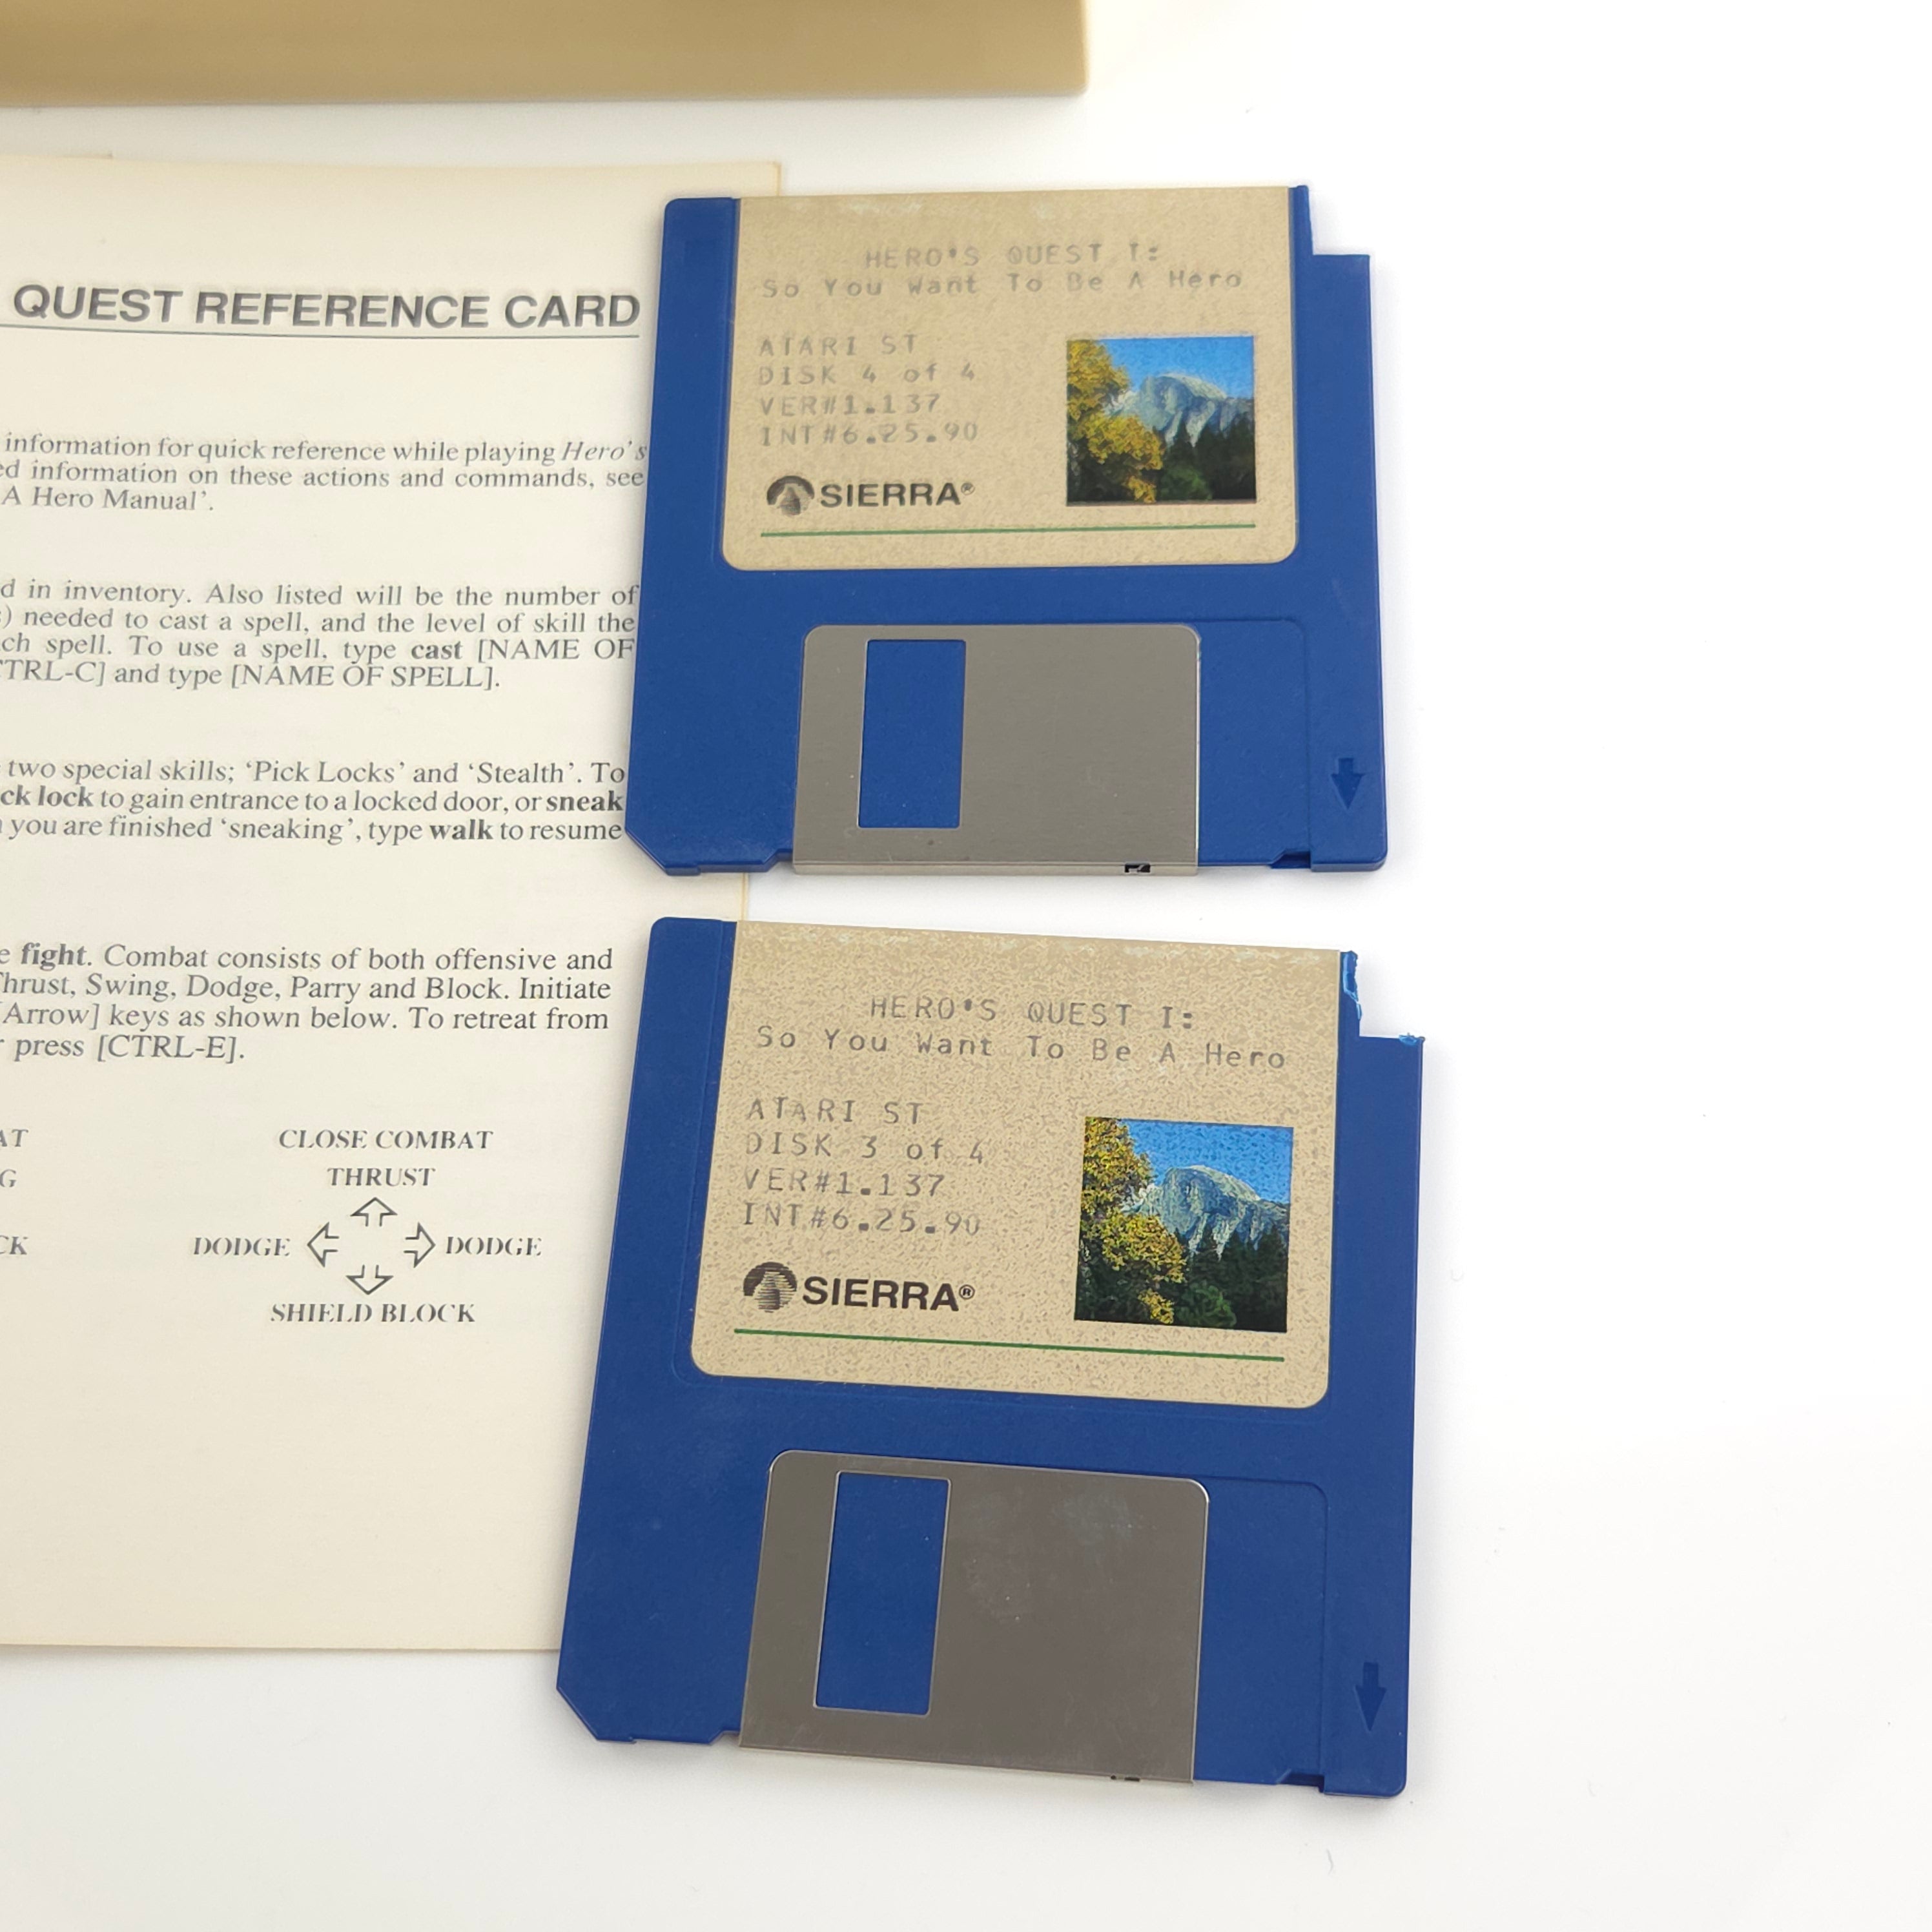 QUEST REFERENCE CARD
information for quick reference while playing Hero's
ed information on these actions and commands, see
A Hero Manual'.
d in inventory. Also listed will be the number of
) needed to cast a spell, and the level of skill the
ch spell. To use a spell, type cast [NAME OF
CTRL-C] and type [NAME OF SPELL].
two special skills; 'Pick Locks' and 'Stealth'. To
ck lock to gain entrance to a locked door, or sneak
you are finished 'sneaking', type walk to resume
e fight. Combat consists of both offensive and
Thrust, Swing, Dodge, Parry and Block. Initiate
[Arrow] keys as shown below. To retreat from
r press [CTRL-E].
AT
G
CK
CLOSE COMBAT
THRUST
DODGE DODGE
SHIELD BLOCK
HERO'S QUEST I:
So You Want To Be A Hero
ATARI ST
DISK 4 of 4
VER#1.137
INT#6.25.90
SIERRA®
HERO'S QUEST I:
So You Want To Be A Hero
ATARI ST
DISK 3 of 4
VER#1.137
INT#6.25.90
SIERRA®